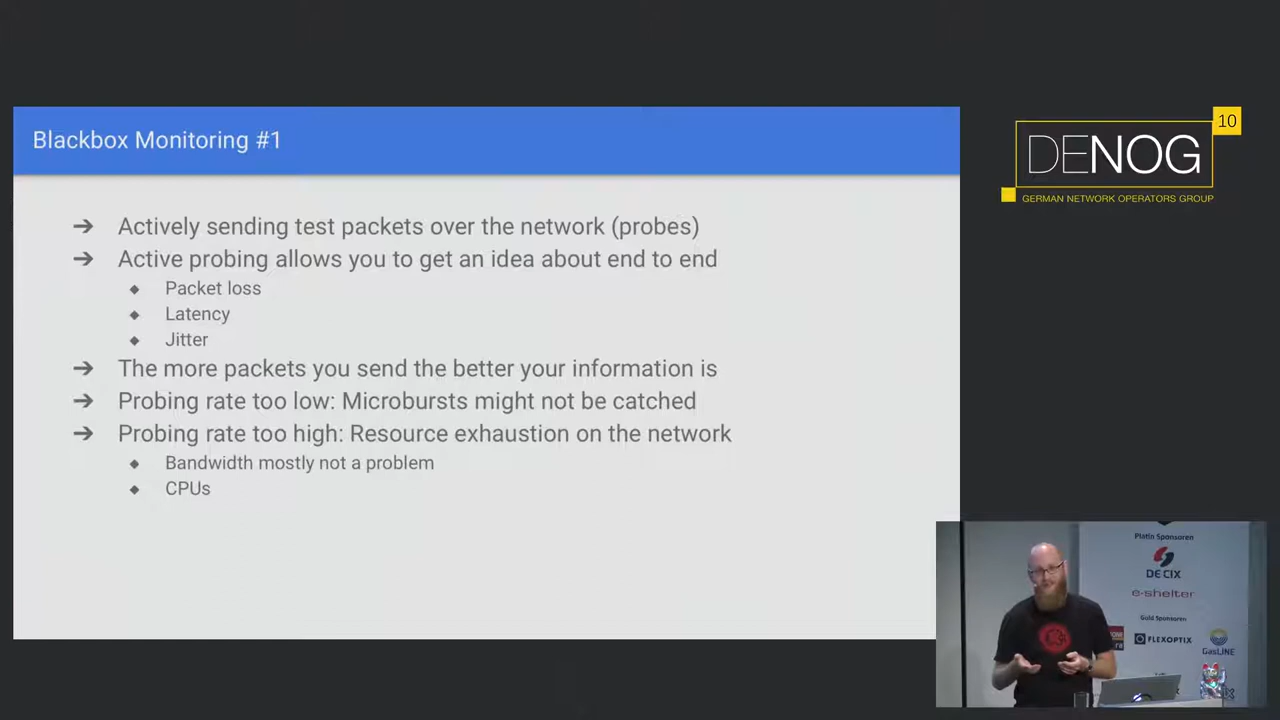 Blackbox Monitoring #1
Actively sending test packets over the network (probes)
Active probing allows you to get an idea about end to end
Packet loss
Latency
Jitter
The more packets you send the better your information is
Probing rate too low: Microbursts might not be catched
Probing rate too high: Resource exhaustion on the network
Bandwidth mostly not a problem
CPUs
10
DENOG
GERMAN NETWORK OPERATORS GROUP
Platin Sponsoren
DE CIX
e-shelter
Gold Sponsoren
FLEXOPTIX
GasLINE